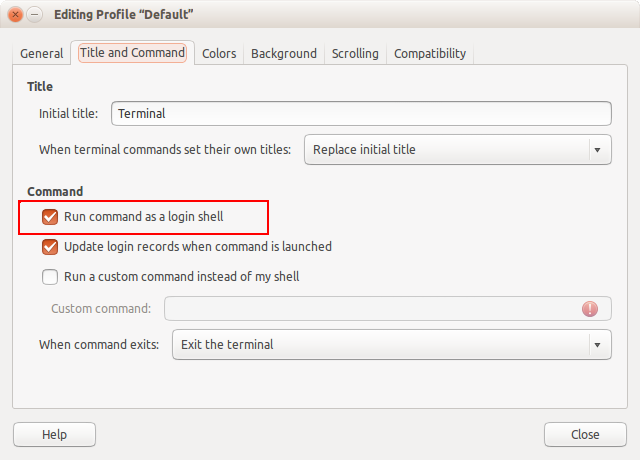 Editing Profile “Default”
General Title and Command Colors Background Scrolling Compatibility
Title
Initial title: Terminal
When terminal commands set their own titles: Replace initial title
Command
Run command as a login shell
Update login records when command is launched
Run a custom command instead of my shell
Custom command:
When command exits: Exit the terminal
Help Close